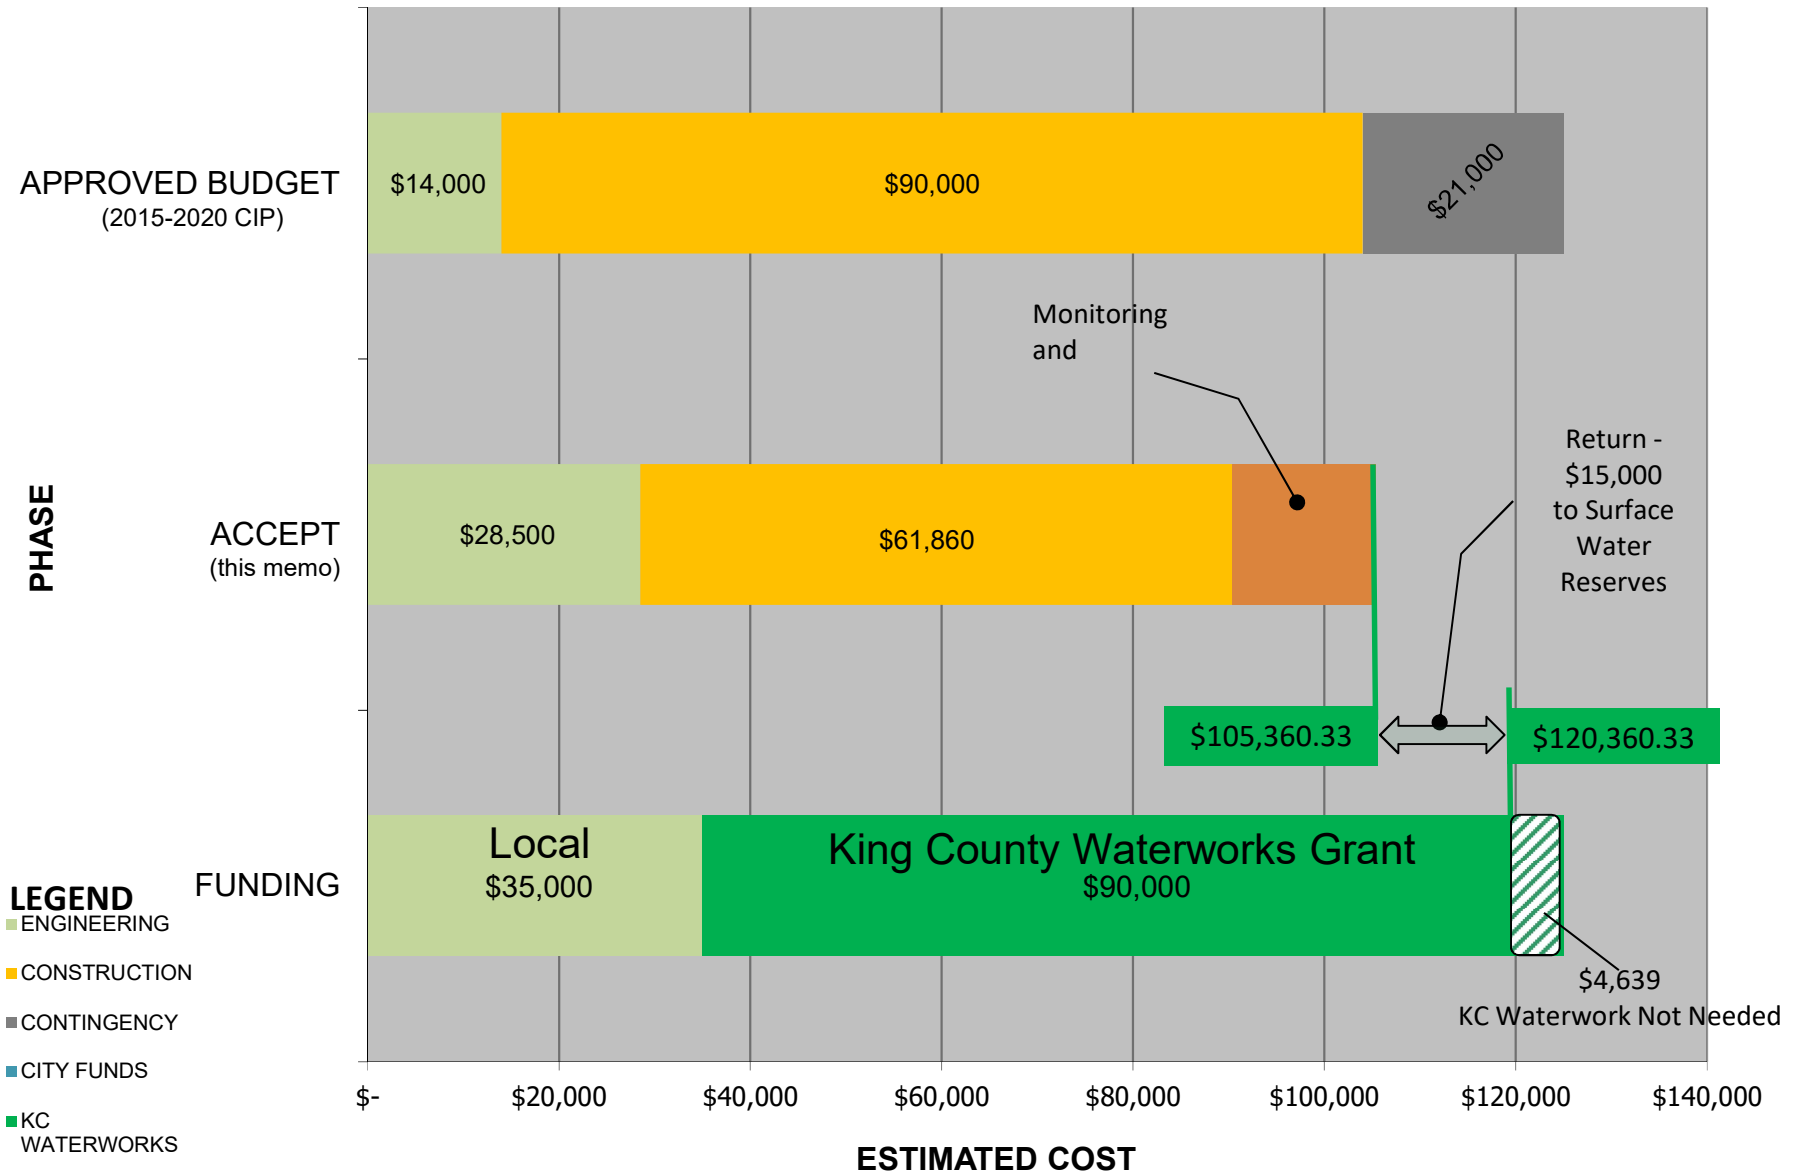 APPROVED BUDGET
(2015-2020 CIP)
$14,000
$90,000
$21,000
Monitoring
and
PHASE
ACCEPT
(this memo)
$28,500
$61,860
Return -
$15,000
to Surface
Water
Reserves
$105,360.33
$120,360.33
FUNDING
Local
$35,000
King County Waterworks Grant
$90,000
$4,639
KC Waterwork Not Needed
LEGEND
ENGINEERING
CONSTRUCTION
CONTINGENCY
CITY FUNDS
KC
WATERWORKS
$-
$20,000
$40,000
$60,000
$80,000
$100,000
$120,000
$140,000
ESTIMATED COST